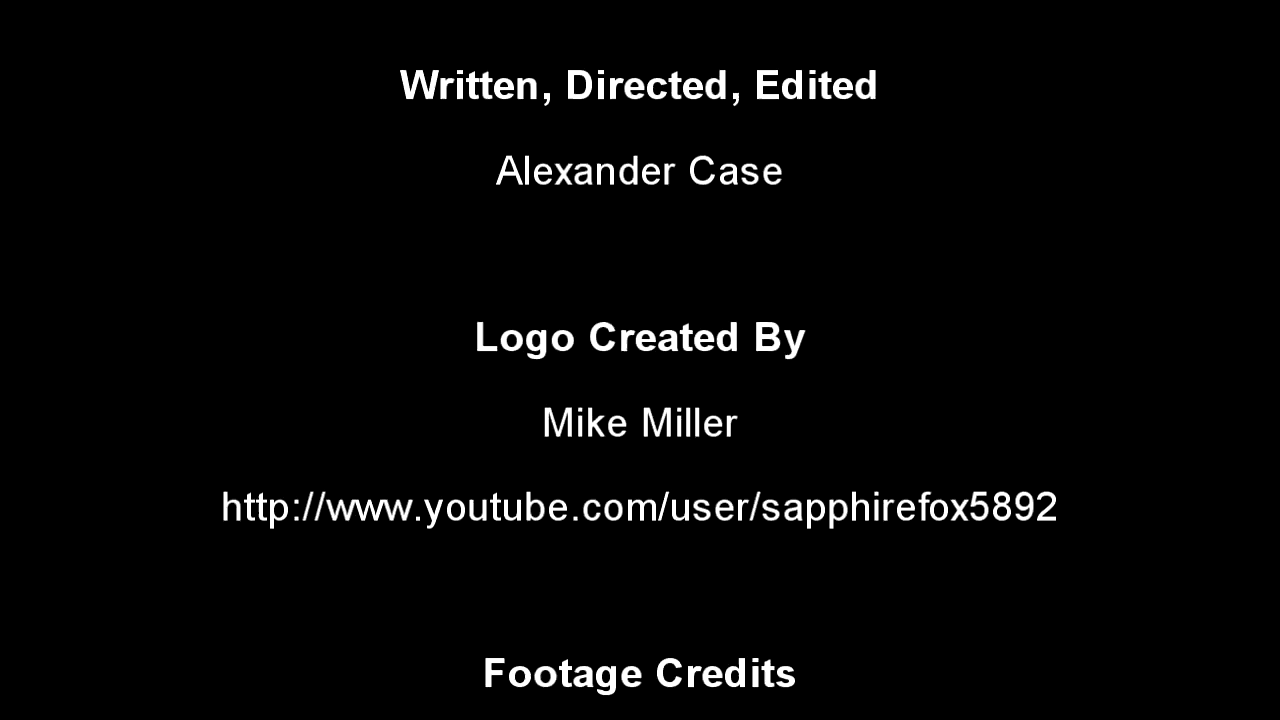 Written, Directed, Edited
Alexander Case
Logo Created By
Mike Miller
http://www.youtube.com/user/sapphirefox5892
Footage Credits